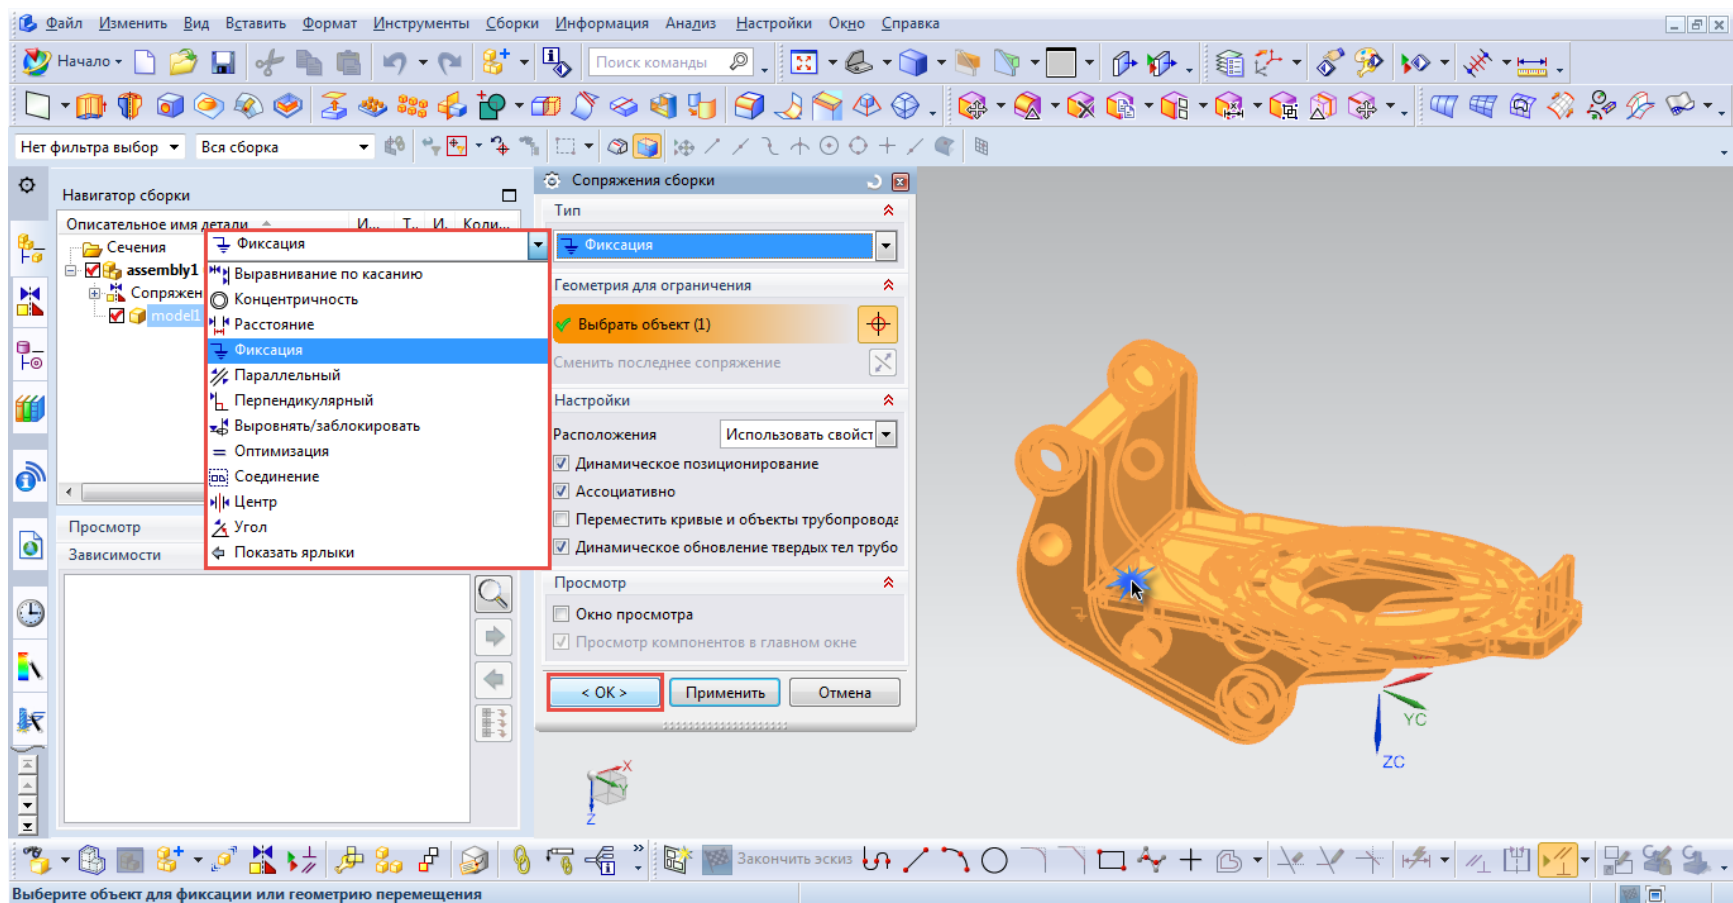 Файл Изменить Вид Вставить Формат Инструменты Сборки Информация Анализ Настройки Окно Справка
Начало
Поиск команды
Нет фильтра выбор
Вся сборка
Навигатор сборки
Описательное имя детали И... Т.. И. Коли...
Сечения
assembly1
Сопряжен
model1
Фиксация
Выравнивание по касанию
Концентричность
Расстояние
Фиксация
Параллельный
Перпендикулярный
Выровнять/заблокировать
Оптимизация
Соединение
Центр
Угол
Показать ярлыки
Просмотр
Зависимости
Сопряжения сборки
Тип
Фиксация
Геометрия для ограничения
Выбрать объект (1)
Сменить последнее сопряжение
Настройки
Расположения
Использовать свойст
Динамическое позиционирование
Ассоциативно
Переместить кривые и объекты трубопровода
Динамическое обновление твердых тел трубо
Просмотр
Окно просмотра
Просмотр компонентов в главном окне
< OK >
Применить
Отмена
YC
ZC
X
Y
Z
Закончить эскиз
Выберите объект для фиксации или геометрию перемещения